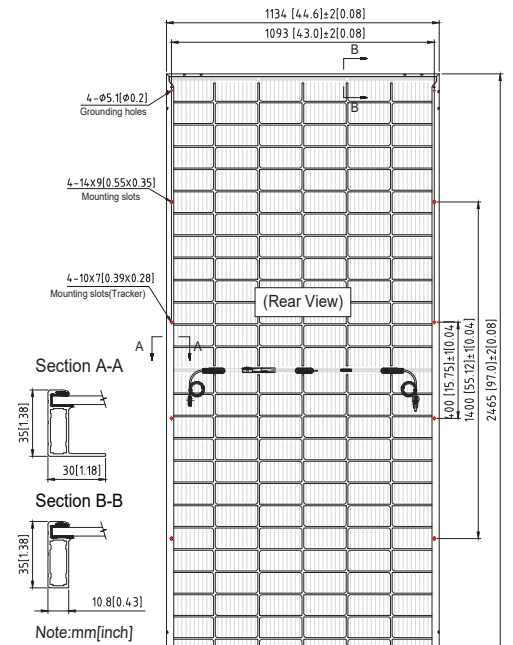 1134 [44.6]±2[0.08]
1093 [43.0]±2[0.08]
B
B
4-Φ5.1[Φ0.2]
Grounding holes
4-14x9[0.55x0.35]
Mounting slots
4-10x7[0.39x0.28]
Mounting slots(Tracker)
(Rear View)
A
A
400 [15.75]±1[0.04
1400 [55.12]±1[0.04]
2465 [97.0]±2[0.08]
Section A-A
35[1.38]
30[1.18]
Section B-B
35[1.38]
10.8[0.43]
Note:mm[inch]